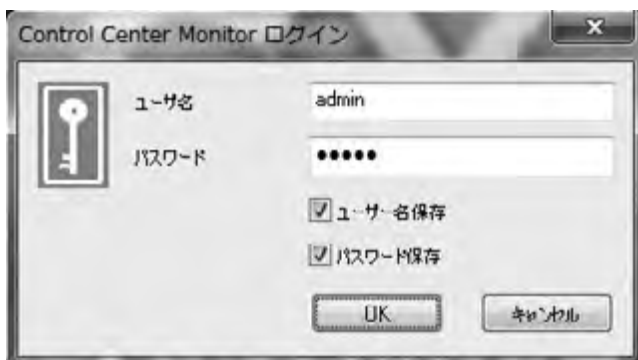 Control Center Monitor ログイン
ユーザ名
admin
パスワード
●●●●●
ユーザー名保存
パスワード保存
OK
キャンセル